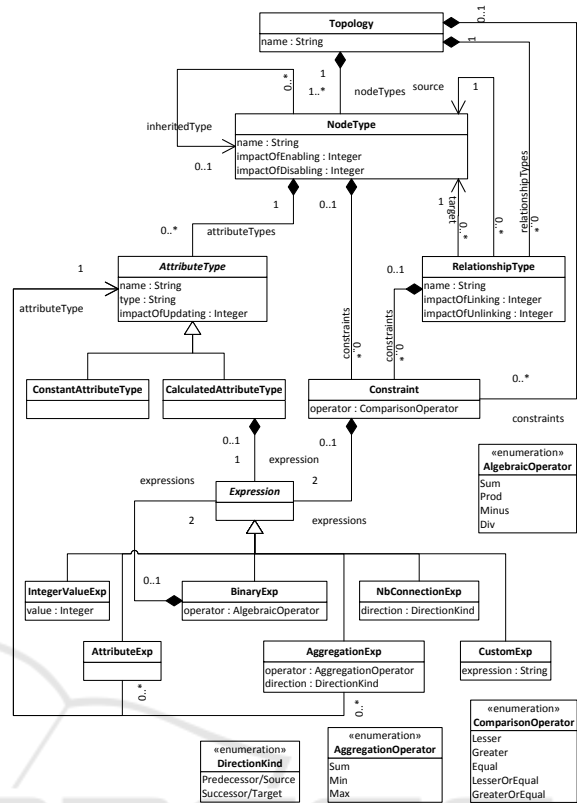 Topology
name : String
0..1
1
1
1..*
nodeTypes
source
1
0..*
inheritedType
0..1
NodeType
name : String
impactOfEnabling : Integer
impactOfDisabling : Integer
1
0..1
target
1
0..*
0..*
relationshipTypes
0..*
0..*
attributeTypes
1
attributeType
AttributeType
name : String
type : String
impactOfUpdating : Integer
RelationshipType
name : String
impactOfLinking : Integer
impactOfUnlinking : Integer
0..1
constraints
0..*
constraints
0..*
ConstantAttributeType
CalculatedAttributeType
Constraint
operator : ComparisonOperator
0..*
constraints
0..1
1
expression
0..1
2
expressions
expressions
2
Expression
«enumeration»
AlgebraicOperator
Sum
Prod
Minus
Div
IntegerValueExp
value : Integer
0..1
BinaryExp
operator : AlgebraicOperator
NbConnectionExp
direction : DirectionKind
AttributeExp
0..*
AggregationExp
operator : AggregationOperator
direction : DirectionKind
0..*
CustomExp
expression : String
«enumeration»
DirectionKind
Predecessor/Source
Successor/Target
«enumeration»
AggregationOperator
Sum
Min
Max
«enumeration»
ComparisonOperator
Lesser
Greater
Equal
LesserOrEqual
GreaterOrEqual